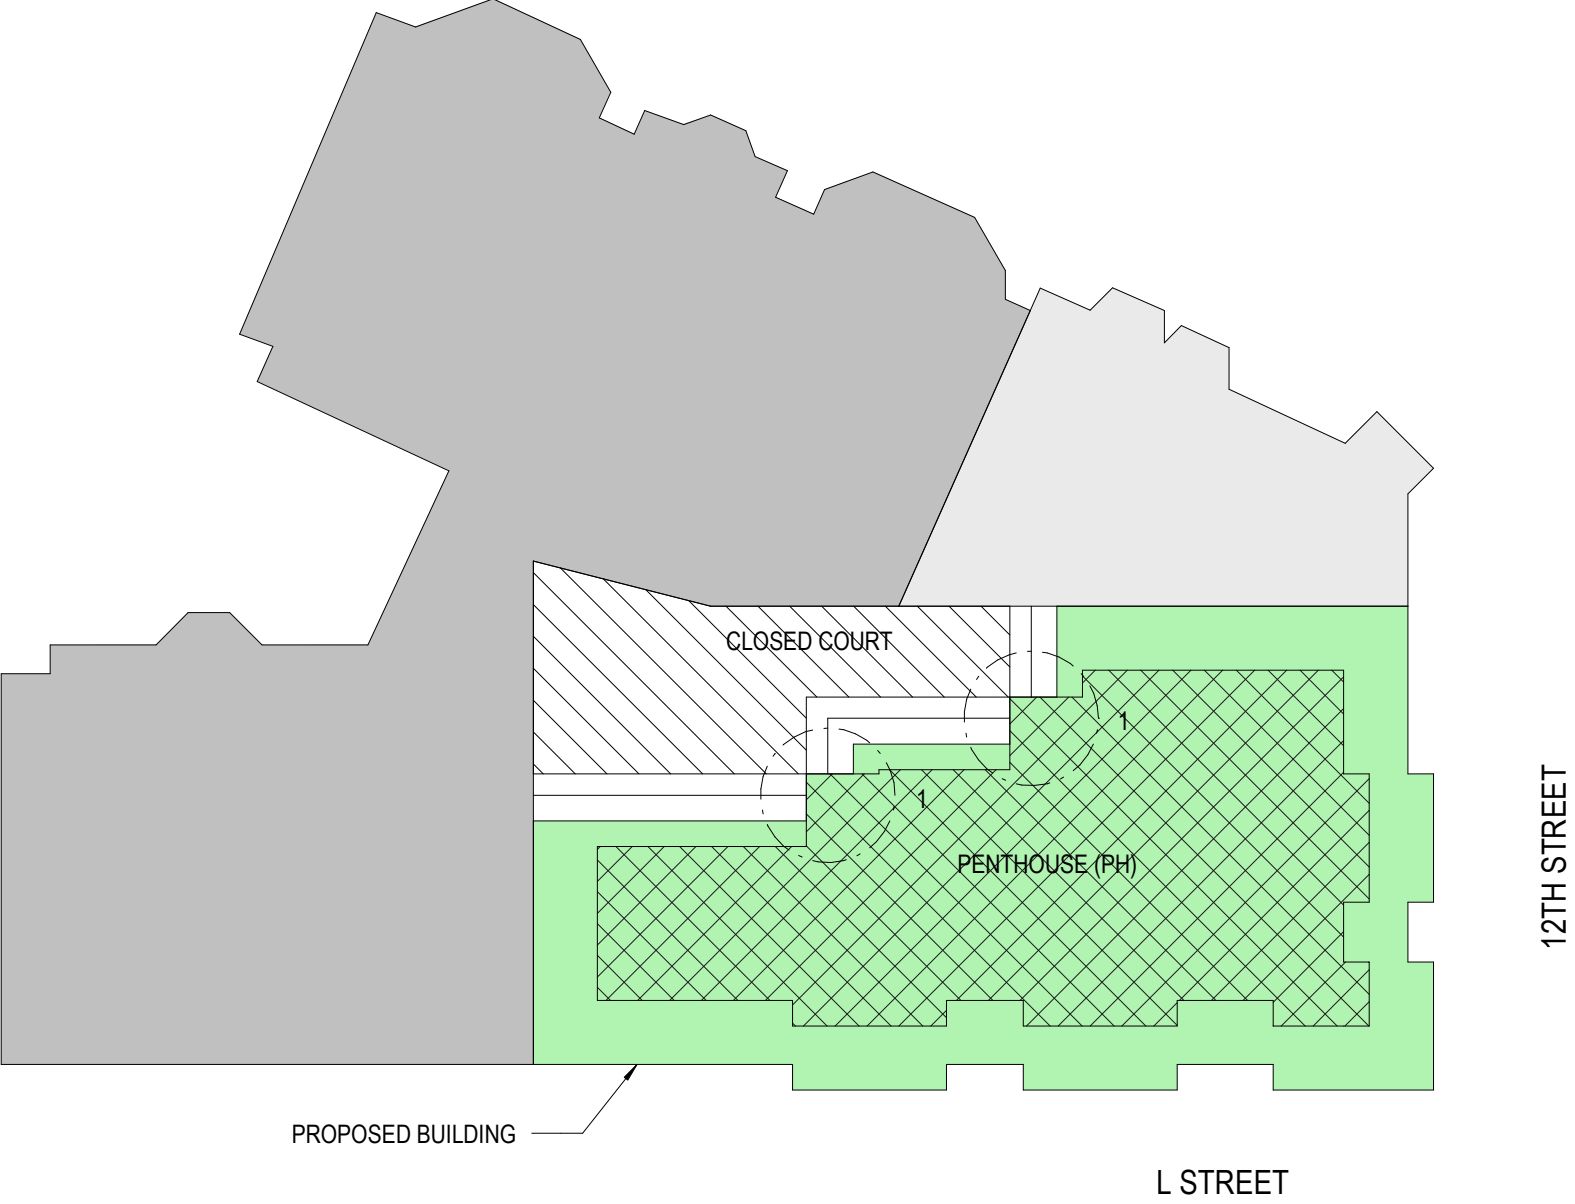 CLOSED COURT
1
1
PENTHOUSE (PH)
12TH STREET
PROPOSED BUILDING
L STREET